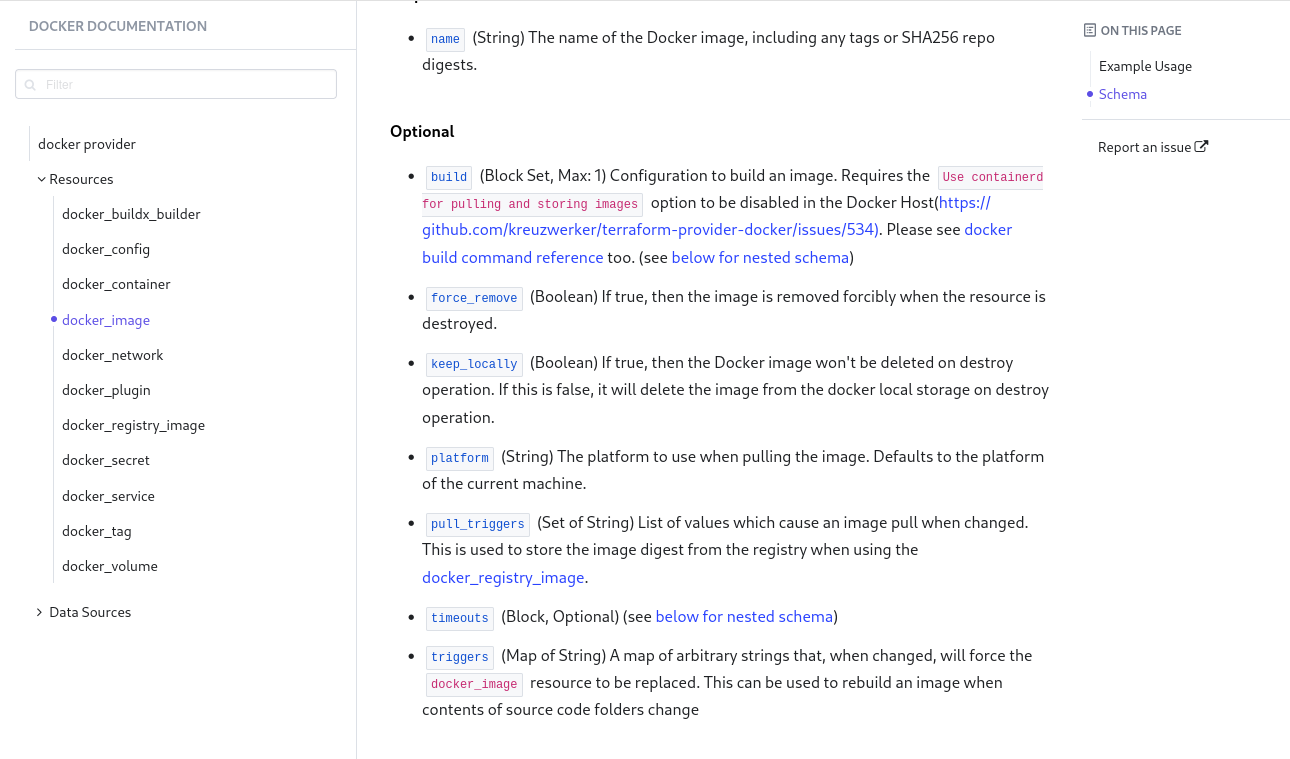 DOCKER DOCUMENTATION
Filter
docker provider
Resources
docker_buildx_builder
docker_config
docker_container
docker_image
docker_network
docker_plugin
docker_registry_image
docker_secret
docker_service
docker_tag
docker_volume
Data Sources
name (String) The name of the Docker image, including any tags or SHA256 repo
digests.
Optional
build (Block Set, Max: 1) Configuration to build an image. Requires the Use containerd
for pulling and storing images option to be disabled in the Docker Host(https://
github.com/kreuzwerker/terraform-provider-docker/issues/534). Please see docker
build command reference too. (see below for nested schema)
force_remove (Boolean) If true, then the image is removed forcibly when the resource is
destroyed.
keep_locally (Boolean) If true, then the Docker image won't be deleted on destroy
operation. If this is false, it will delete the image from the docker local storage on destroy
operation.
platform (String) The platform to use when pulling the image. Defaults to the platform
of the current machine.
pull_triggers (Set of String) List of values which cause an image pull when changed.
This is used to store the image digest from the registry when using the
docker_registry_image.
timeouts (Block, Optional) (see below for nested schema)
triggers (Map of String) A map of arbitrary strings that, when changed, will force the
docker_image resource to be replaced. This can be used to rebuild an image when
contents of source code folders change
ON THIS PAGE
Example Usage
Schema
Report an issue